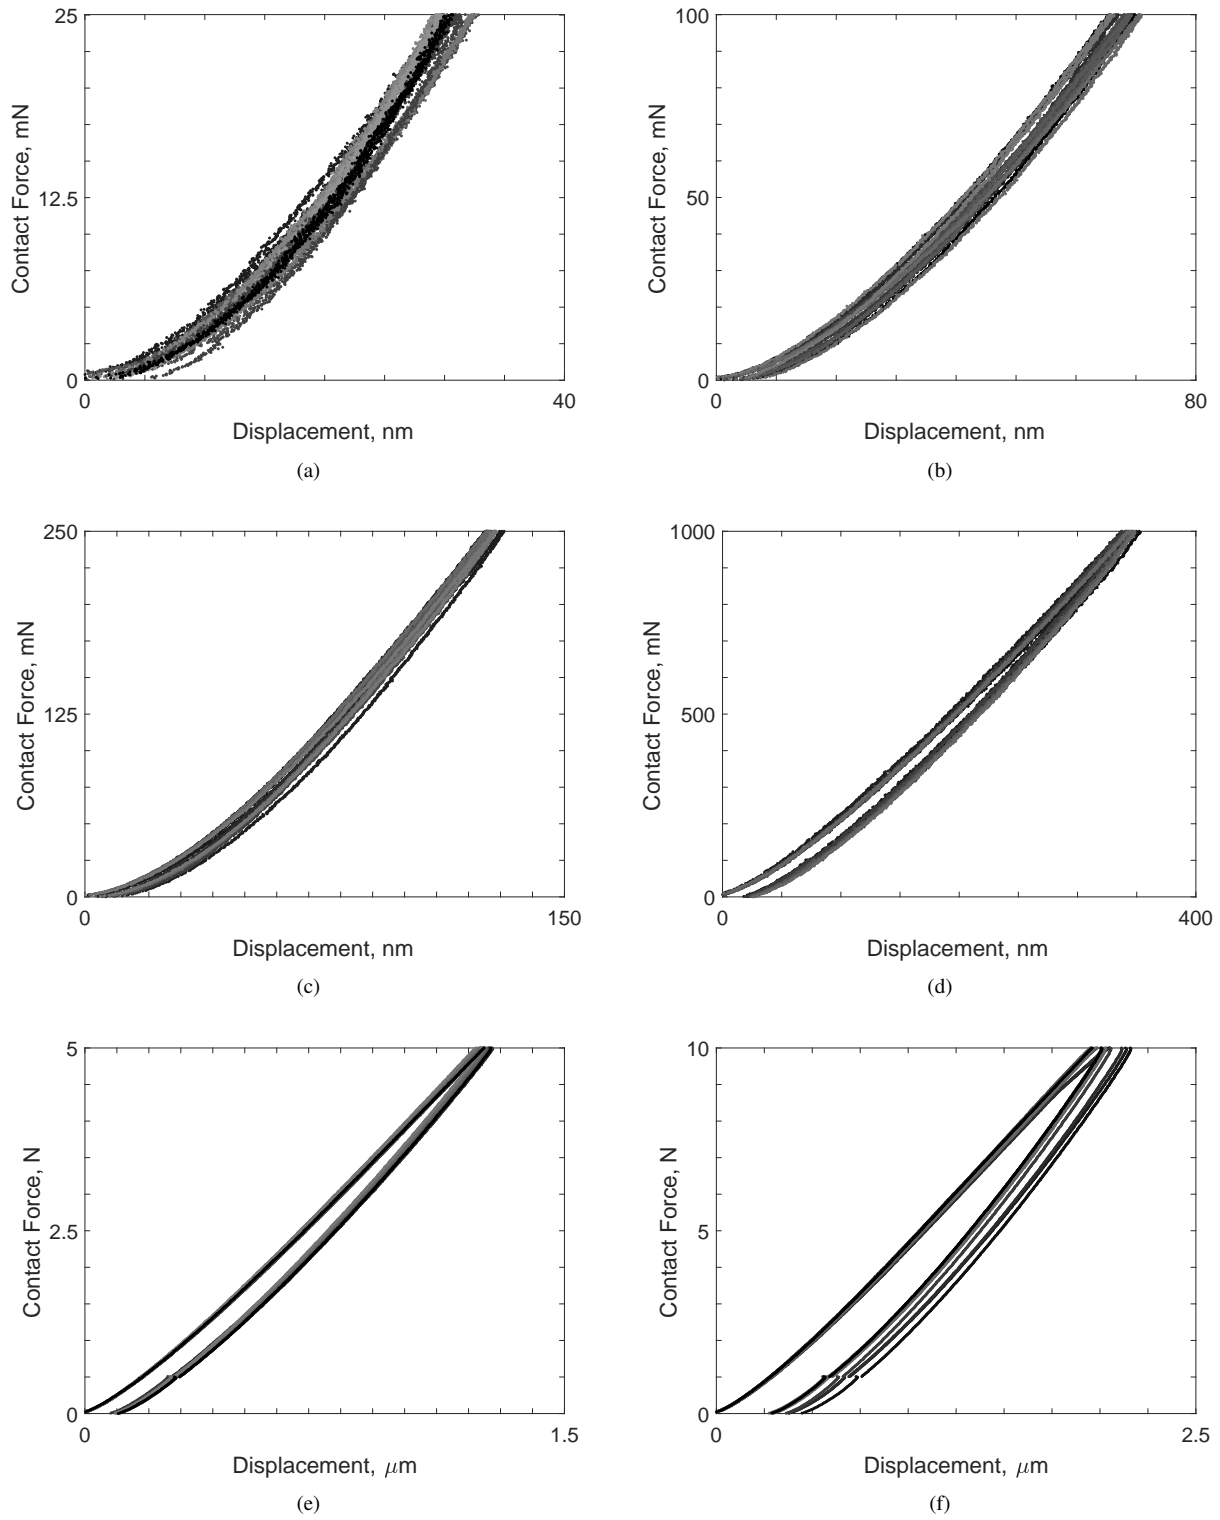 25
12.5
0
Contact Force, mN
0
40
Displacement, nm
(a)
100
50
0
Contact Force, mN
0
80
Displacement, nm
(b)
250
125
0
Contact Force, mN
0
150
Displacement, nm
(c)
1000
500
0
Contact Force, mN
0
400
Displacement, nm
(d)
5
2.5
0
Contact Force, N
0
1.5
Displacement, μm
(e)
10
5
0
Contact Force, N
0
2.5
Displacement, μm
(f)